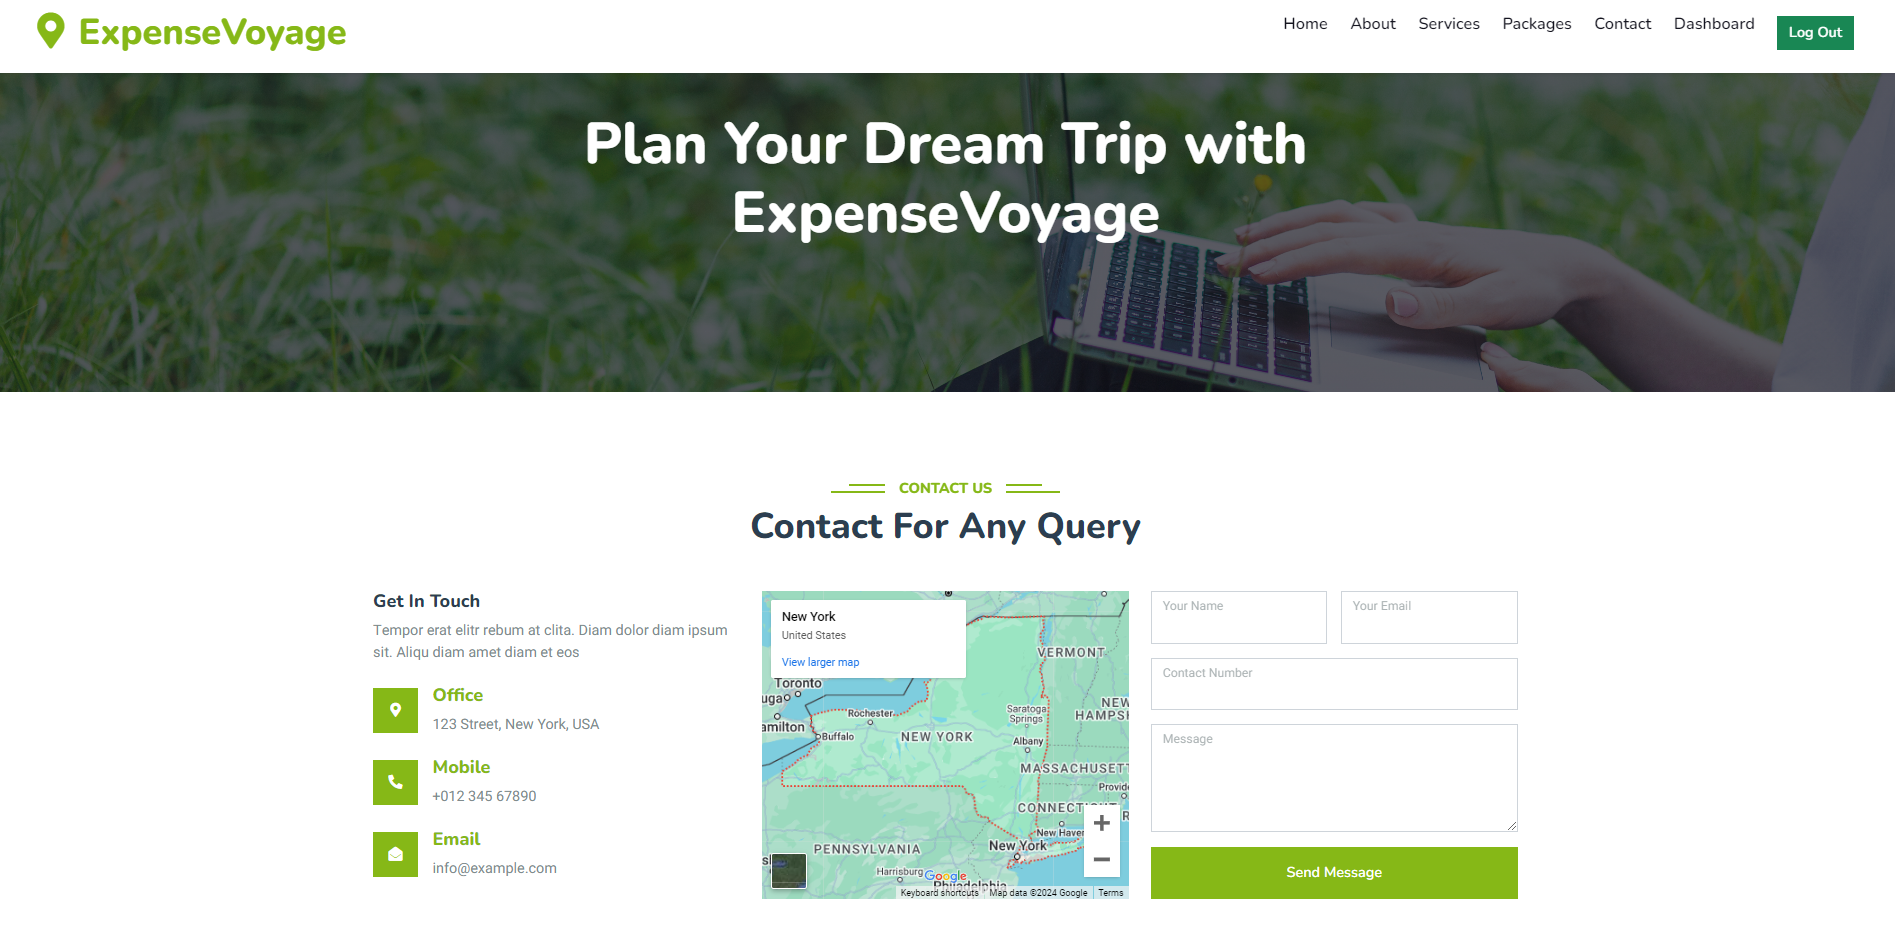 ExpenseVoyage
Home About Services Packages Contact Dashboard Log Out
Plan Your Dream Trip with
ExpenseVoyage
CONTACT US
Contact For Any Query
Get In Touch
Tempor erat elitr rebum at clita. Diam dolor diam ipsum
sit. Aliqu diam amet diam et eos
Office
123 Street, New York, USA
Mobile
+012 345 67890
Email
info@example.com
New York
United States
View larger map
VERMONT
Toronto
uga
Rochester
Saratoga
Springs
NEW
HAMPSH
amilton
Buffalo
NEW YORK
Albany
MASSACHUSETT
Provide
CONNECTICUT
R
New Haven
New York
PENNSYLVANIA
Harrisburg
Google
Philadelphia
Keyboard shortcuts Map data ©2024 Google Terms
Your Name
Your Email
Contact Number
Message
Send Message